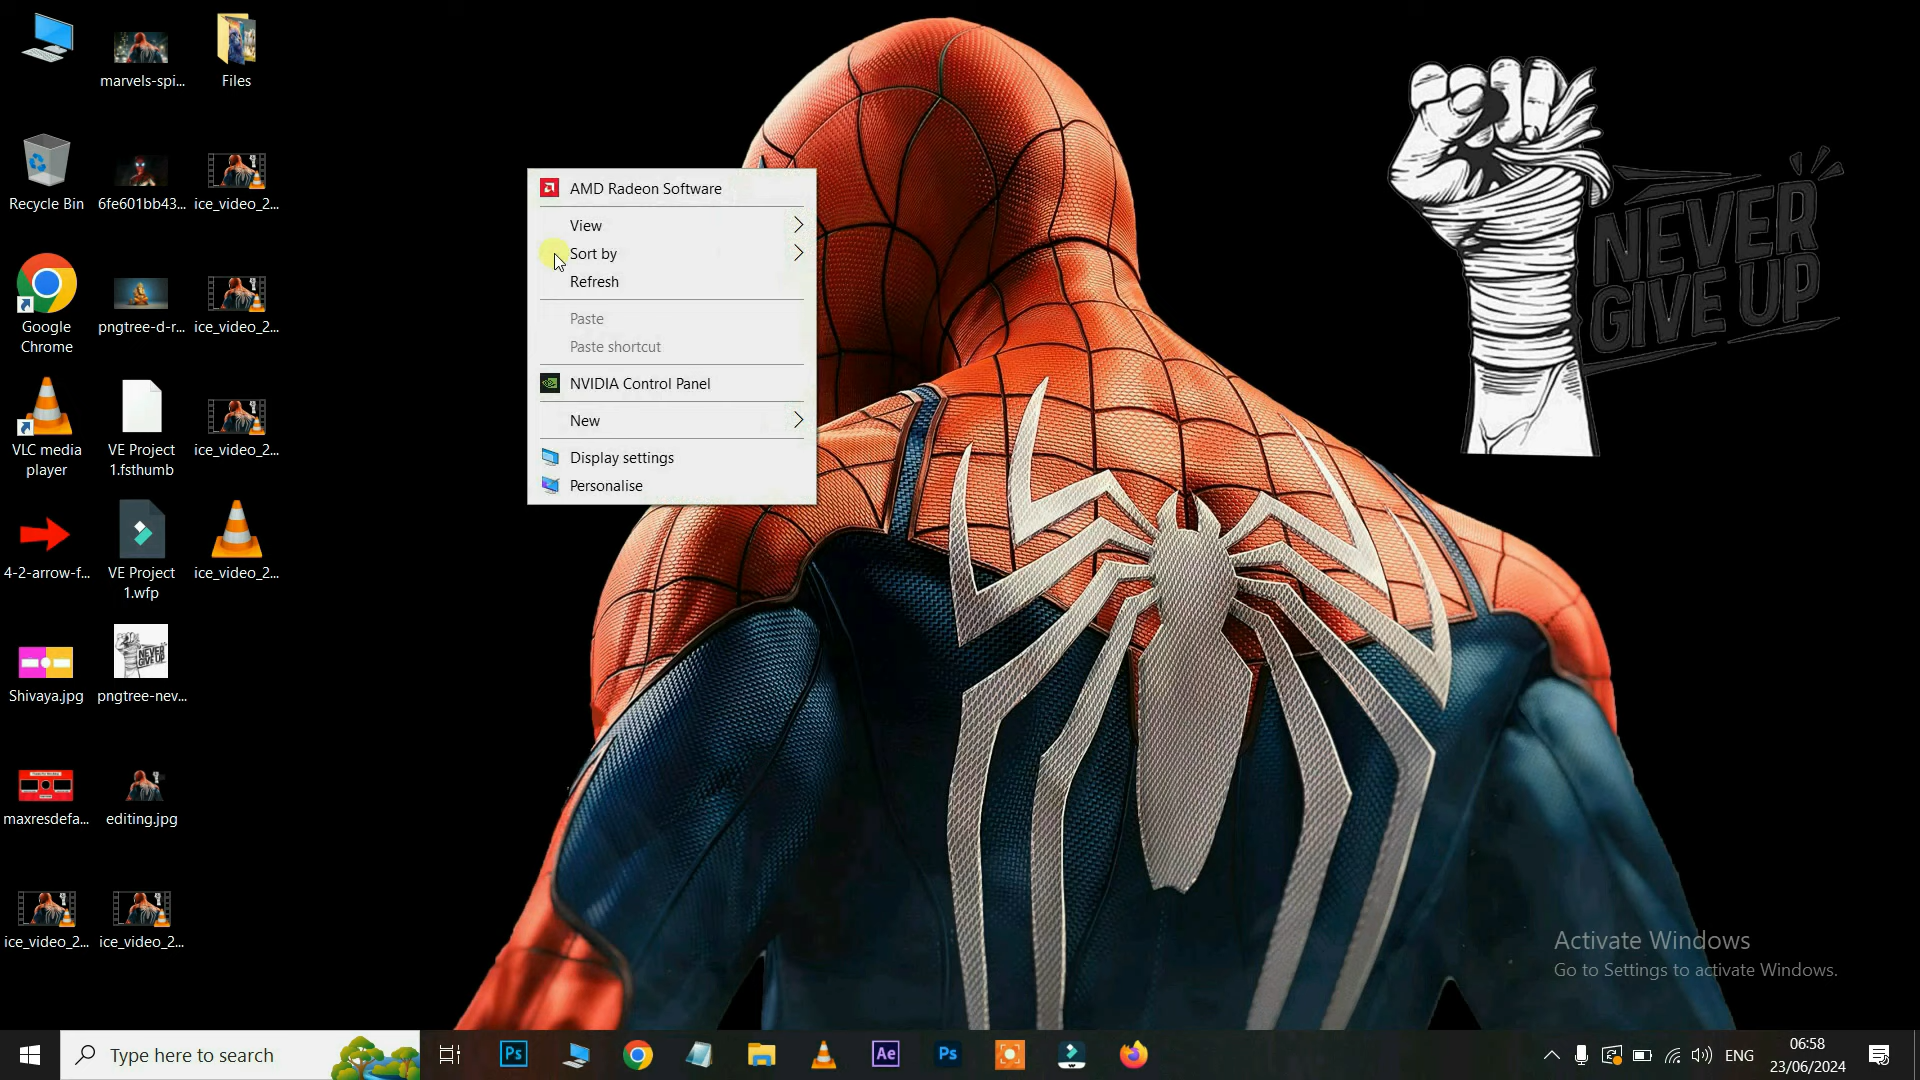 marvels-spi...
Files
Recycle Bin
6fe601bb43...
ice_video_2...
Google
Chrome
pngtree-d-r...
ice_video_2...
VLC media
player
VE Project
1.fsthumb
ice_video_2...
4-2-arrow-f...
VE Project
1.wfp
ice_video_2...
Shivaya.jpg
pngtree-nev...
maxresdefa...
editing.jpg
ice_video_2...
ice_video_2...
AMD Radeon Software
View
Sort by
Refresh
Paste
Paste shortcut
NVIDIA Control Panel
New
Display settings
Personalise
NEVER
GIVE UP
Activate Windows
Go to Settings to activate Windows.
Type here to search
Ps
Ae
Ps
ENG
06:58
23/06/2024